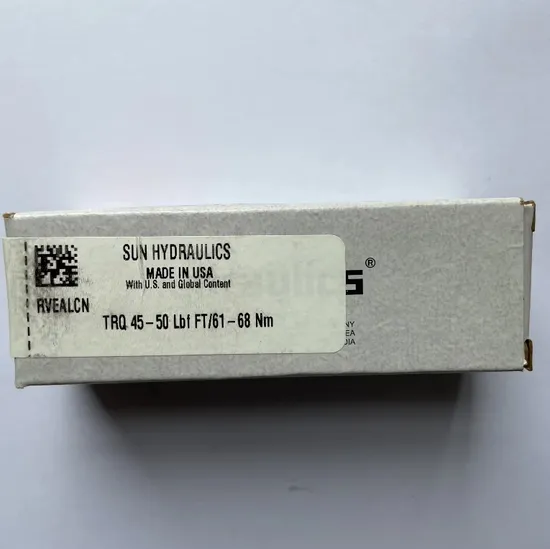 SUN HYDRAULICS
MADE IN USA
With U.S. and Global Content
RVEALCN
TRQ 45-50 Lbf FT/61-68 Nm
®